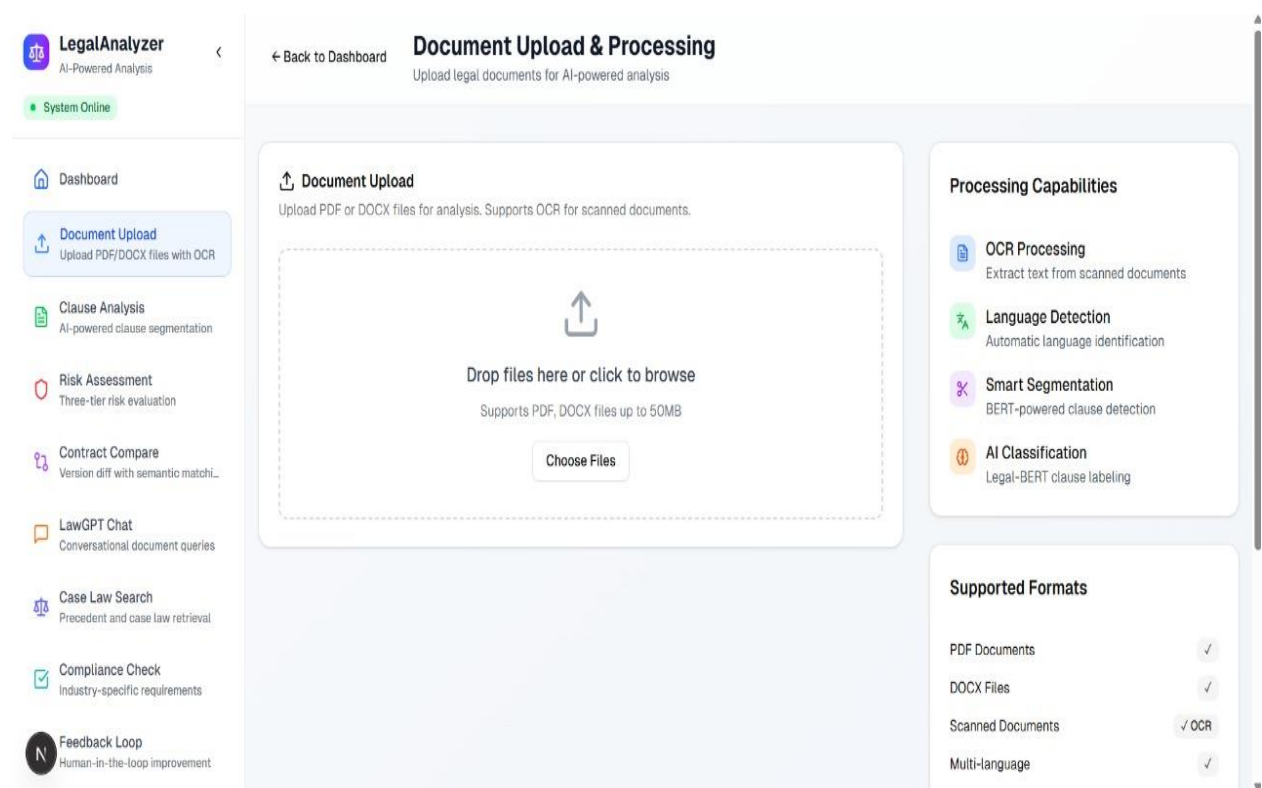 LegalAnalyzer
AI-Powered Analysis
System Online
Dashboard
Document Upload
Upload PDF/DOCX files with OCR
Clause Analysis
AI-powered clause segmentation
Risk Assessment
Three-tier risk evaluation
Contract Compare
Version diff with semantic matchi...
LawGPT Chat
Conversational document queries
Case Law Search
Precedent and case law retrieval
Compliance Check
Industry-specific requirements
N
Feedback Loop
Human-in-the-loop improvement
← Back to Dashboard
Document Upload & Processing
Upload legal documents for AI-powered analysis
Document Upload
Upload PDF or DOCX files for analysis. Supports OCR for scanned documents.
Drop files here or click to browse
Supports PDF, DOCX files up to 50MB
Choose Files
Processing Capabilities
OCR Processing
Extract text from scanned documents
Language Detection
Automatic language identification
Smart Segmentation
BERT-powered clause detection
AI Classification
Legal-BERT clause labeling
Supported Formats
PDF Documents ✓
DOCX Files ✓
Scanned Documents ✓ OCR
Multi-language ✓